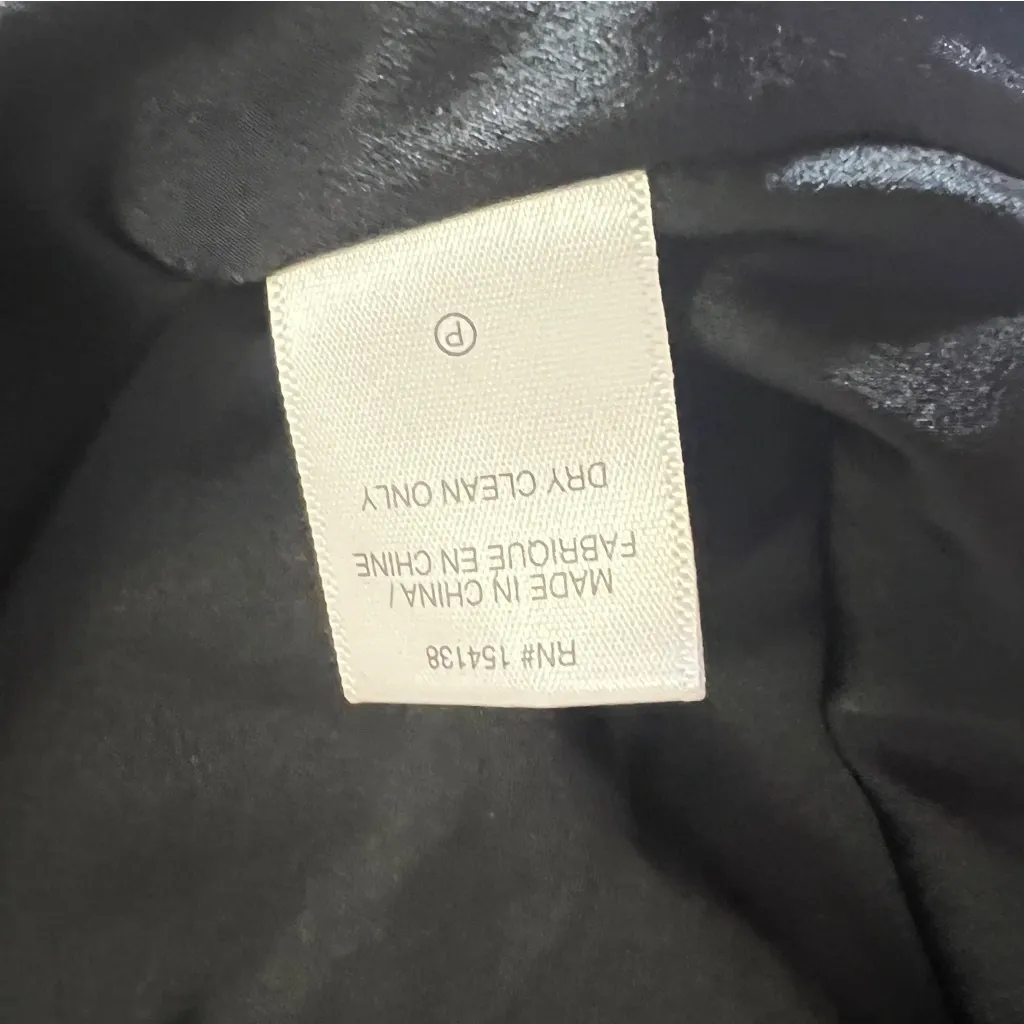 RN# 154138
MADE IN CHINA/
FABRIQUE EN CHINE
DRY CLEAN ONLY
P